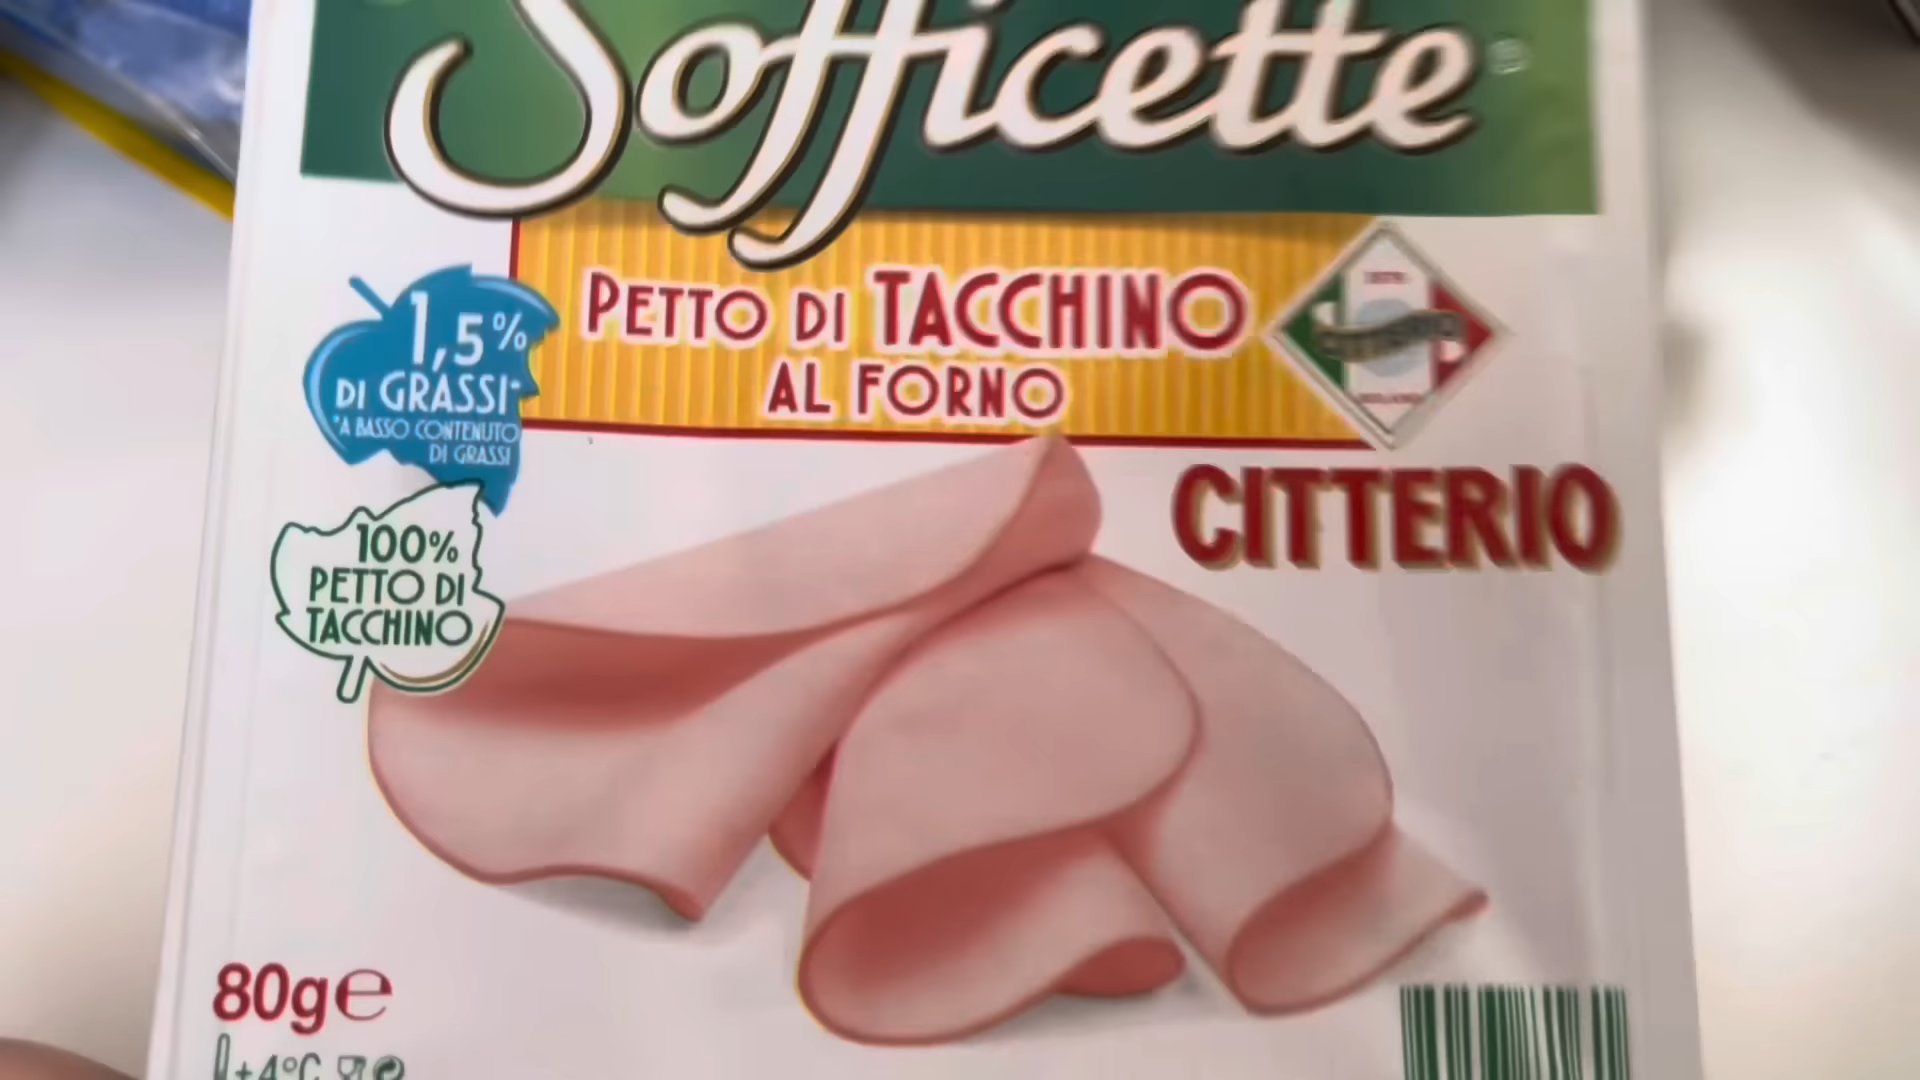 Sofficette
®
PETTO DI TACCHINO
AL FORNO
1,5%
DI GRASSI*
*A BASSO CONTENUTO
DI GRASSI
CITTERIO
CITTERIO
100%
PETTO DI
TACCHINO
80g e
+4°C